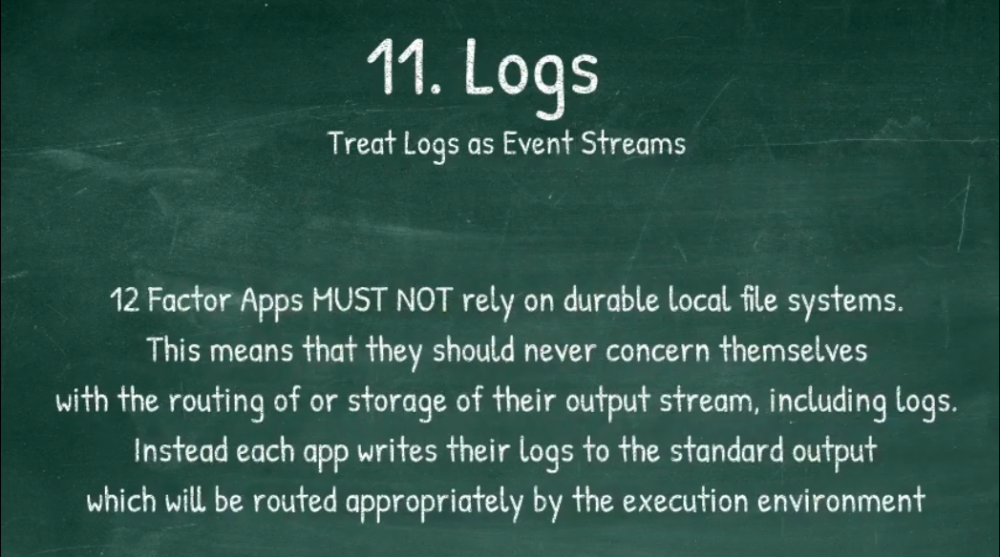 11. Logs
Treat Logs as Event Streams
12 Factor Apps MUST NOT rely on durable local file systems.
This means that they should never concern themselves
with the routing of or storage of their output stream, including logs.
Instead each app writes their logs to the standard output
which will be routed appropriately by the execution environment